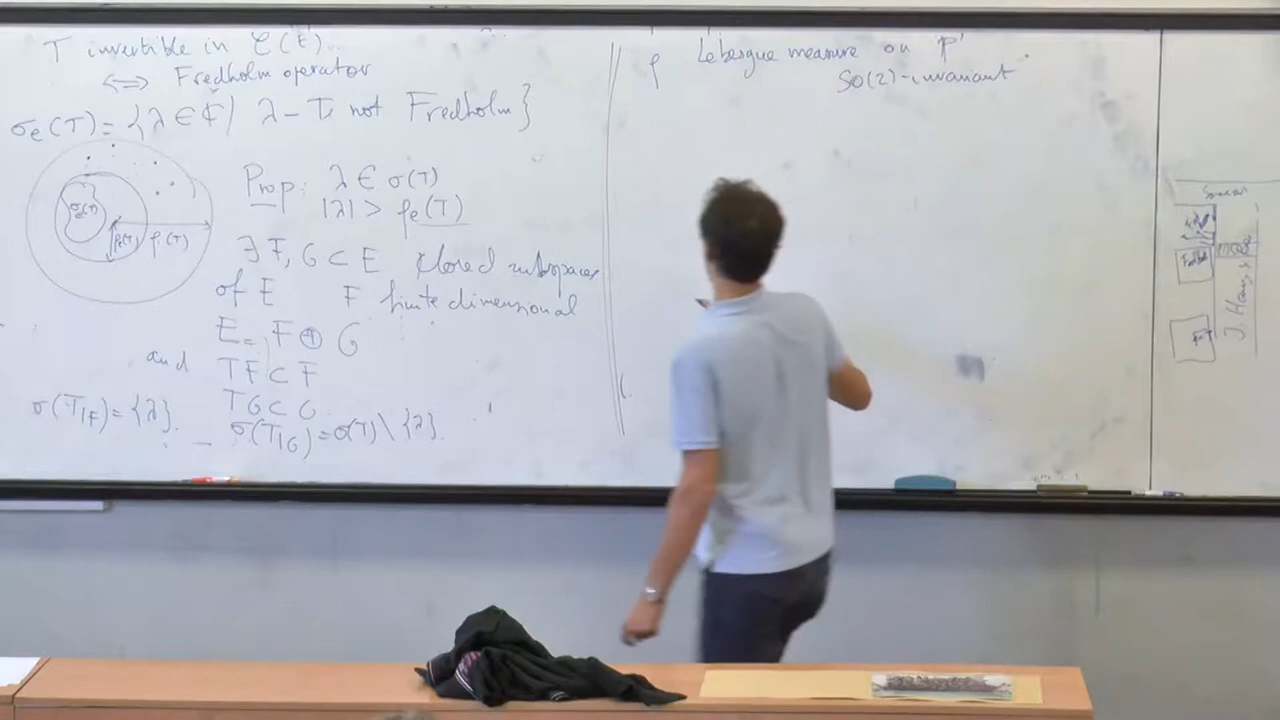 T invertible in ℒ(E)
⟺ Fredholm operator
σe(T) = {λ ∈ ℂ / λ - T not Fredholm}
Prop: λ ∈ σ(T)
|λ| > ρe(T)
∃ F, G ⊂ E closed subspaces
of E F finite dimensional
E = F ⊕ G
and TF ⊂ F
TG ⊂ G
σ(T|F) = {λ}. σ(T|G) = σ(T) \ {λ}.
σe(T)
ρe(T) ρ(T)
ρ Lebesgue measure on P¹
SO(2)-invariant